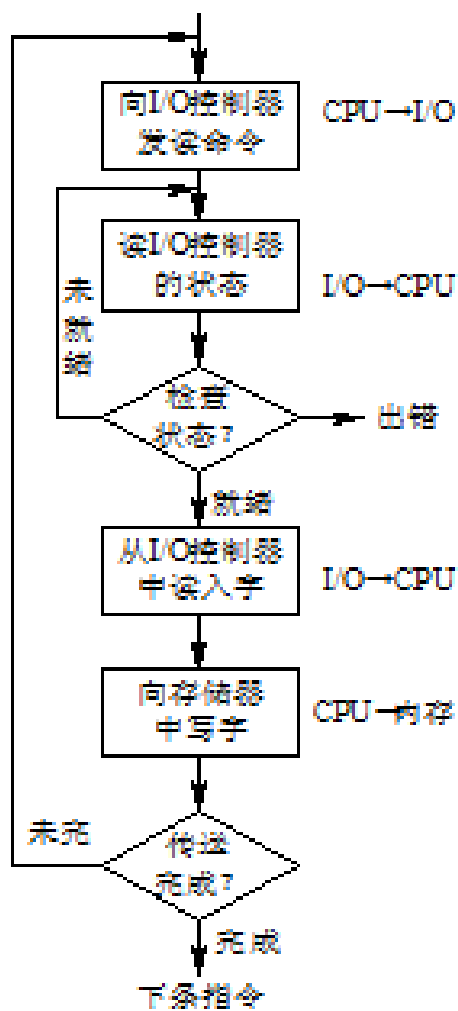 向I/O控制器
发读命令
CPU→I/O
读I/O控制器
的状态
I/O→CPU
未
就
绪
检查
状态?
出错
就绪
从I/O控制器
中读入字
I/O→CPU
向存储器
中写字
CPU→内存
传送
完成?
未完
完成
下条指令